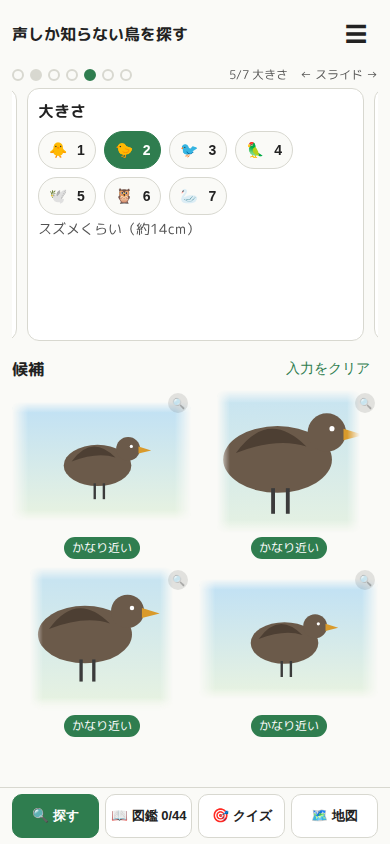 声しか知らない鳥を探す
5/7 大きさ ← スライド →
大きさ
1 2 3 4
5 6 7
スズメくらい（約14cm）
候補 入力をクリア
かなり近い かなり近い
かなり近い かなり近い
探す 図鑑 0/44 クイズ 地図